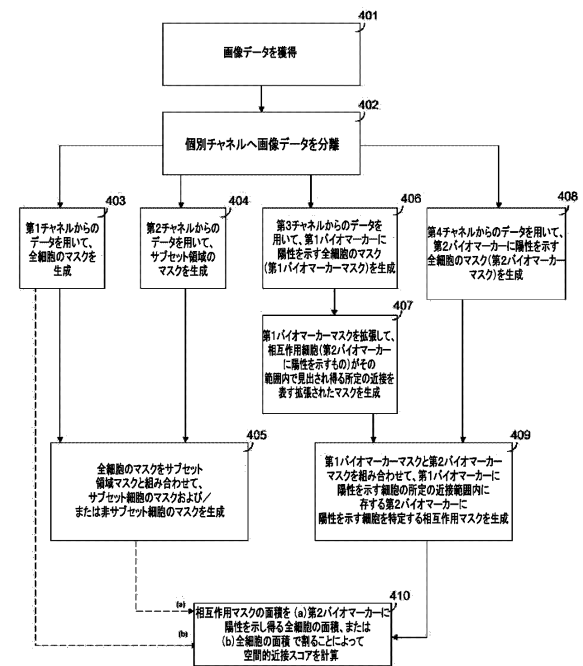 401
画像データを獲得
402
個別チャネルへ画像データを分離
403
第1チャネルからの
データを用いて、
全細胞のマスクを
生成
404
第2チャネルからの
データを用いて、
サブセット領域の
マスクを生成
406
第3チャネルからのデータ
を用いて、第1バイオマーカーに
陽性を示す全細胞のマスク
(第1バイオマーカーマスク)を生成
408
第4チャネルからのデータを用いて、
第2バイオマーカーに陽性を示す
全細胞のマスク(第2バイオマーカー
マスク)を生成
407
第1バイオマーカーマスクを拡張して、
相互作用細胞(第2バイオマーカー
に陽性を示すもの)がその
範囲内で見出され得る所定の近接を
表す拡張されたマスクを生成
405
全細胞のマスクをサブセット
領域マスクと組み合わせて、
サブセット細胞のマスクおよび/
または非サブセット細胞のマスクを生成
409
第1バイオマーカーマスクと第2バイオマーカー
マスクを組み合わせて、第1バイオマーカーに
陽性を示す細胞の所定の近接範囲内に
存する第2バイオマーカーに
陽性を示す細胞を特定する相互作用マスクを生成
(a)
(b)
410
相互作用マスクの面積を (a)第2バイオマーカーに
陽性を示し得る全細胞の面積、または
(b)全細胞の面積 で割ることによって
空間的近接スコアを計算